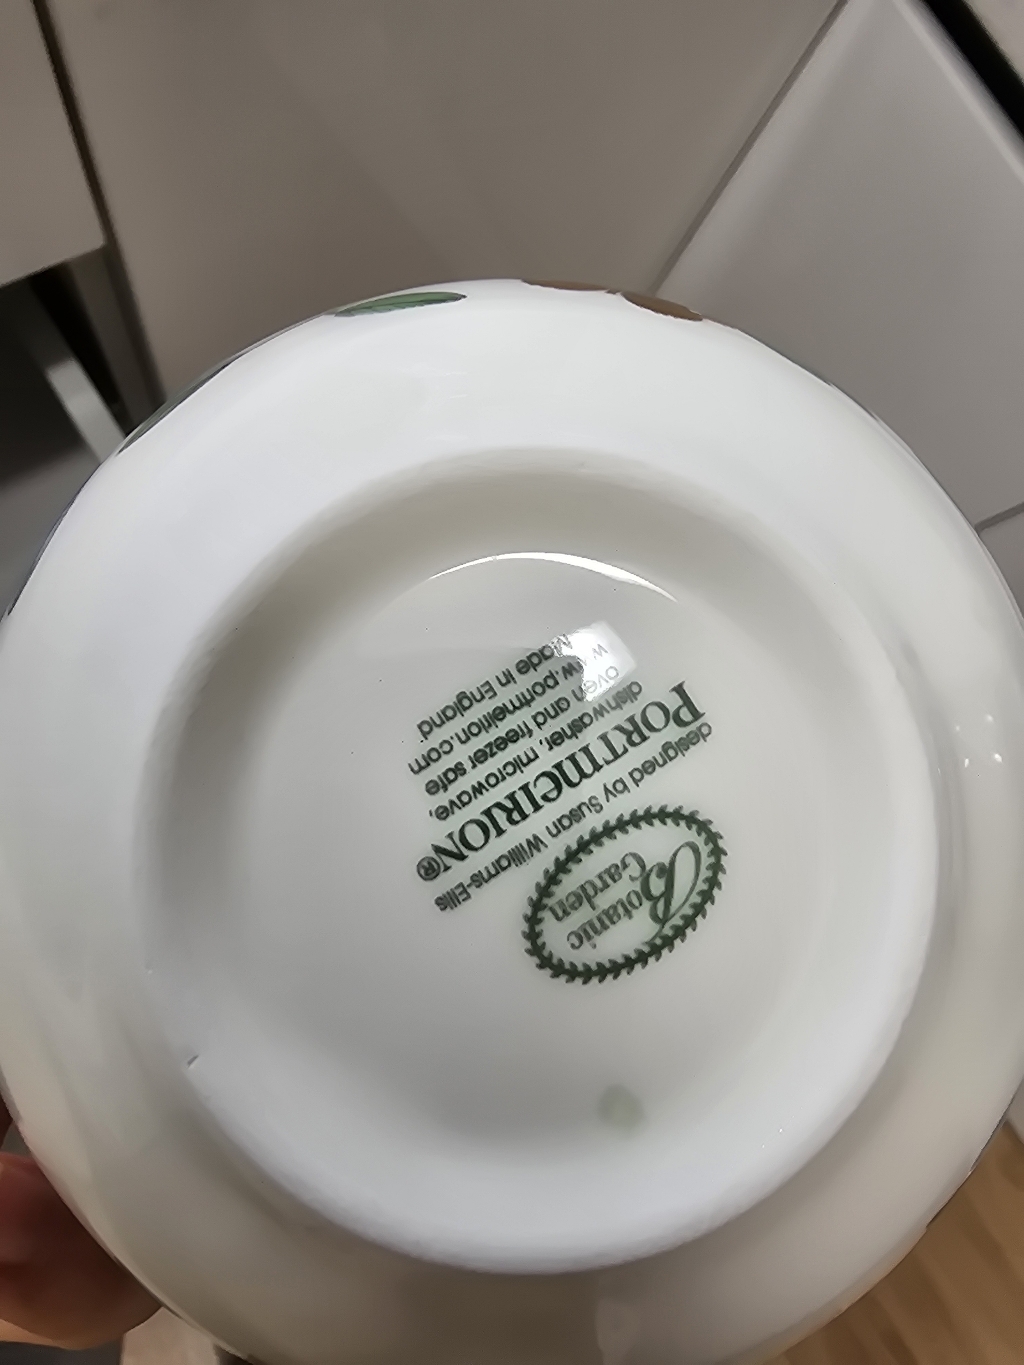 Botanic
Garden
designed by Susan Williams-Ellis
PORTMEIRION®
dishwasher, microwave,
oven and freezer safe
www.portmeirion.com
Made in England